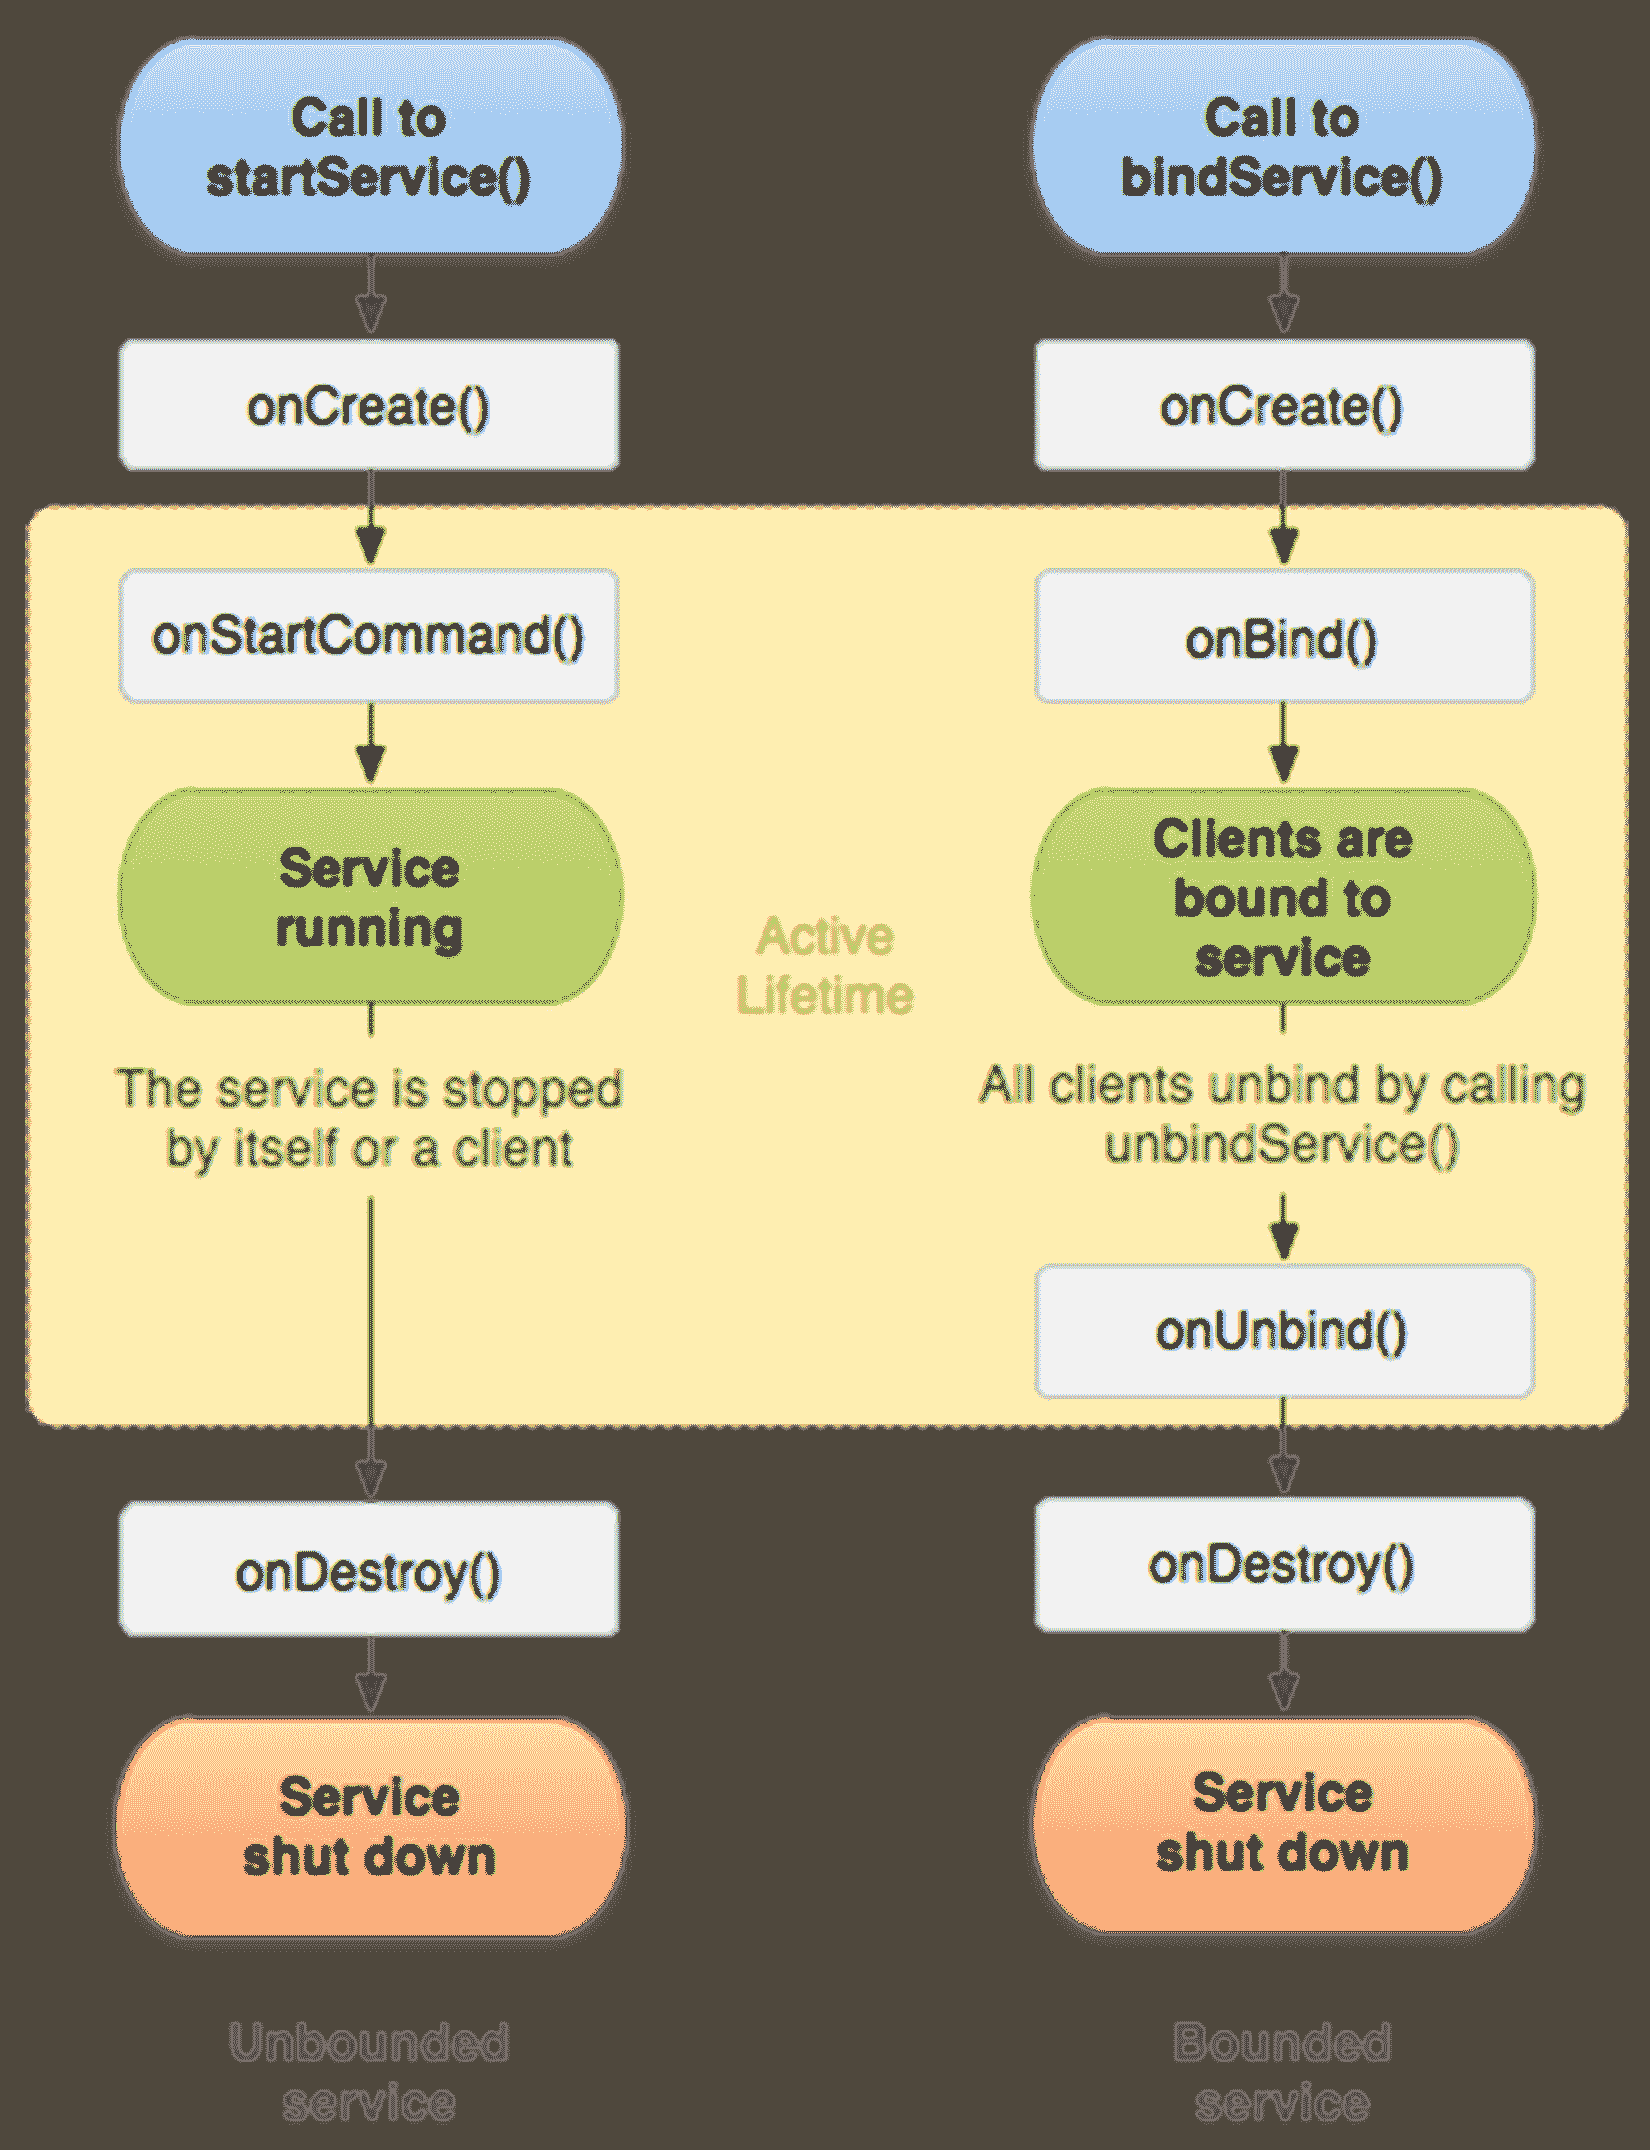 Call to
startService()
onCreate()
onStartCommand()
Service
running
The service is stopped
by itself or a client
onDestroy()
Service
shut down
Unbounded
service
Active
Lifetime
Call to
bindService()
onCreate()
onBind()
Clients are
bound to
service
All clients unbind by calling
unbindService()
onUnbind()
onDestroy()
Service
shut down
Bounded
service